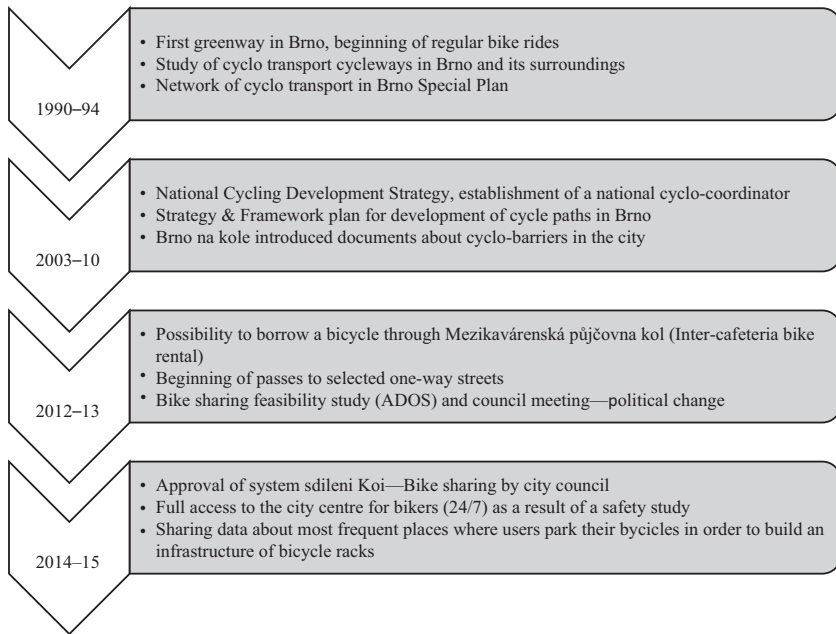 1990–94
• First greenway in Brno, beginning of regular bike rides
• Study of cyclo transport cycleways in Brno and its surroundings
• Network of cyclo transport in Brno Special Plan
2003–10
• National Cycling Development Strategy, establishment of a national cyclo-coordinator
• Strategy & Framework plan for development of cycle paths in Brno
• Brno na kole introduced documents about cyclo-barriers in the city
2012–13
• Possibility to borrow a bicycle through Mezikavárenská půjčovna kol (Inter-cafeteria bike
rental)
• Beginning of passes to selected one-way streets
• Bike sharing feasibility study (ADOS) and council meeting—political change
2014–15
• Approval of system sdileni Koi—Bike sharing by city council
• Full access to the city centre for bikers (24/7) as a result of a safety study
• Sharing data about most frequent places where users park their bycicles in order to build an
infrastructure of bicycle racks